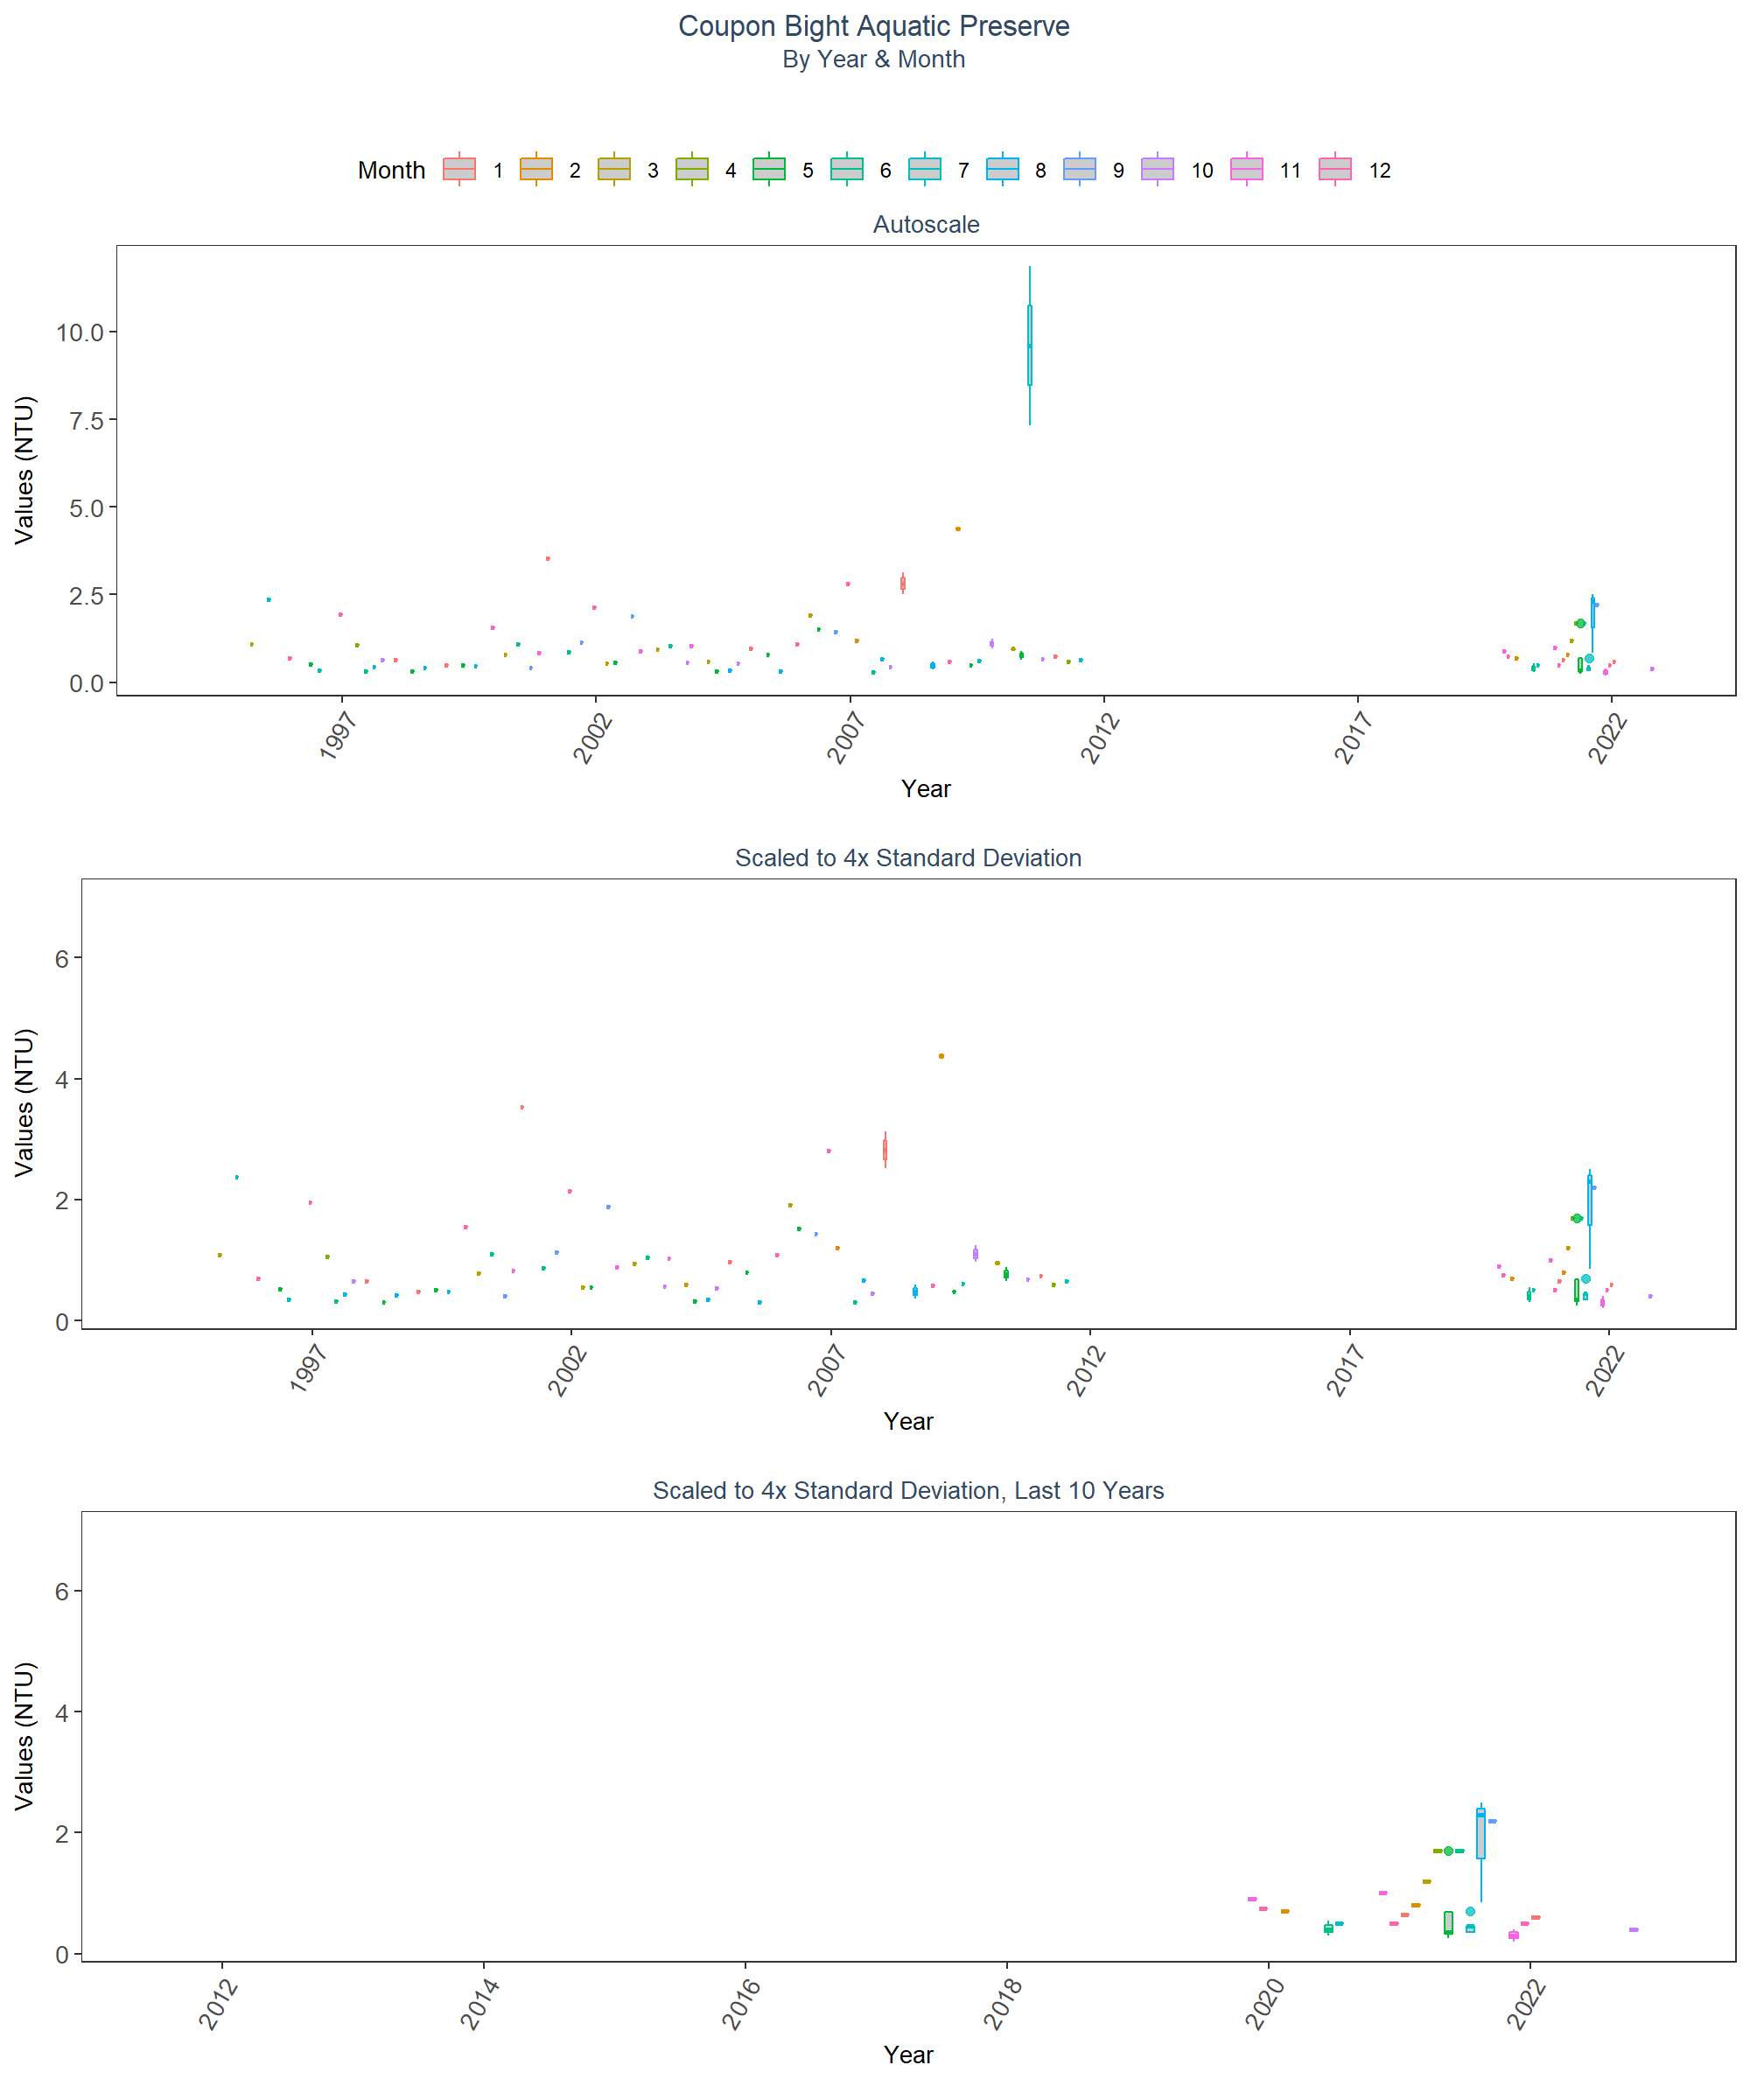 Coupon Bight Aquatic Preserve
By Year & Month
Month 1 2 3 4 5 6 7 8 9 10 11 12
Autoscale
Values (NTU)
10.0
7.5
5.0
2.5
0.0
1997 2002 2007 2012 2017 2022
Year
Scaled to 4x Standard Deviation
Values (NTU)
6
4
2
0
1997 2002 2007 2012 2017 2022
Year
Scaled to 4x Standard Deviation, Last 10 Years
Values (NTU)
6
4
2
0
2012 2014 2016 2018 2020 2022
Year